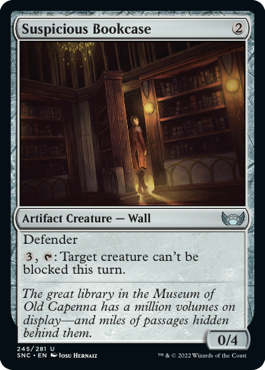 Suspicious Bookcase 2
Artifact Creature — Wall
Defender
3, T: Target creature can't be
blocked this turn.
The great library in the Museum of
Old Capenna has a million volumes on
display—and miles of passages hidden
behind them.
0/4
245/281 U
SNC • EN Iosu Hernaiz
™ & © 2022 Wizards of the Coast